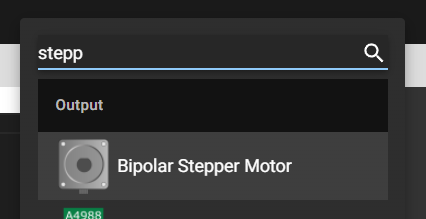 stepp
Output
Bipolar Stepper Motor
A4988